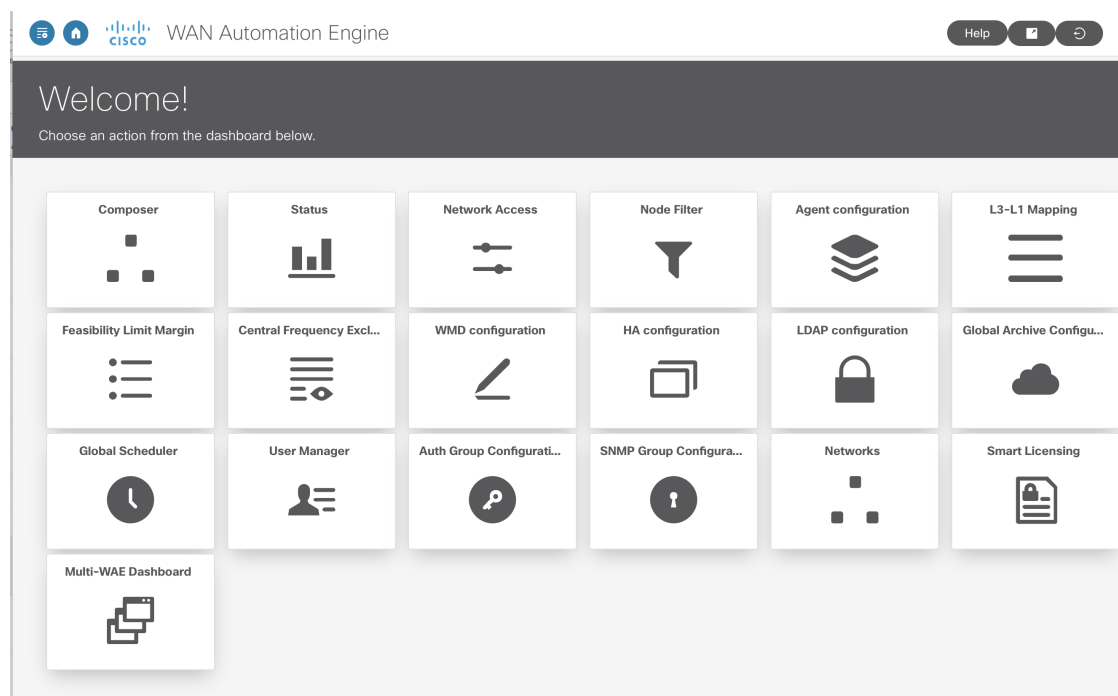 CISCO WAN Automation Engine Help
Welcome!
Choose an action from the dashboard below.
Composer Status Network Access Node Filter Agent configuration L3-L1 Mapping
Feasibility Limit Margin Central Frequency Excl... WMD configuration HA configuration LDAP configuration Global Archive Configu...
Global Scheduler User Manager Auth Group Configurati... SNMP Group Configura... Networks Smart Licensing
Multi-WAE Dashboard